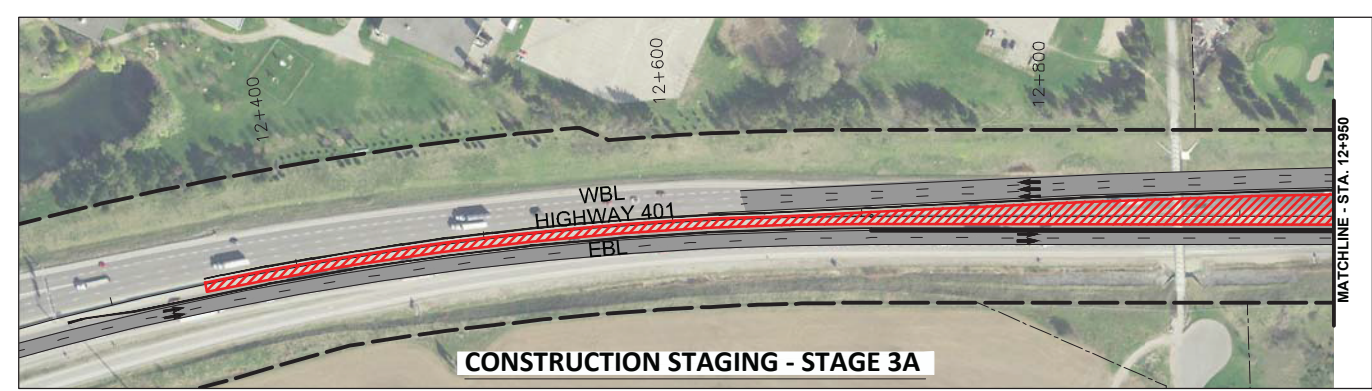 12+400
12+600
12+800
WBL
HIGHWAY 401
EBL
MATCHLINE - STA. 12+950
CONSTRUCTION STAGING - STAGE 3A